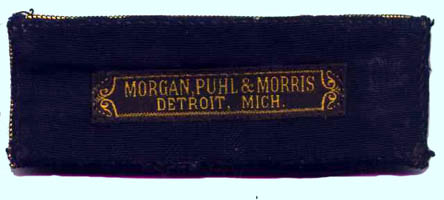 MORGAN, PUHL & MORRIS
DETROIT, MICH.